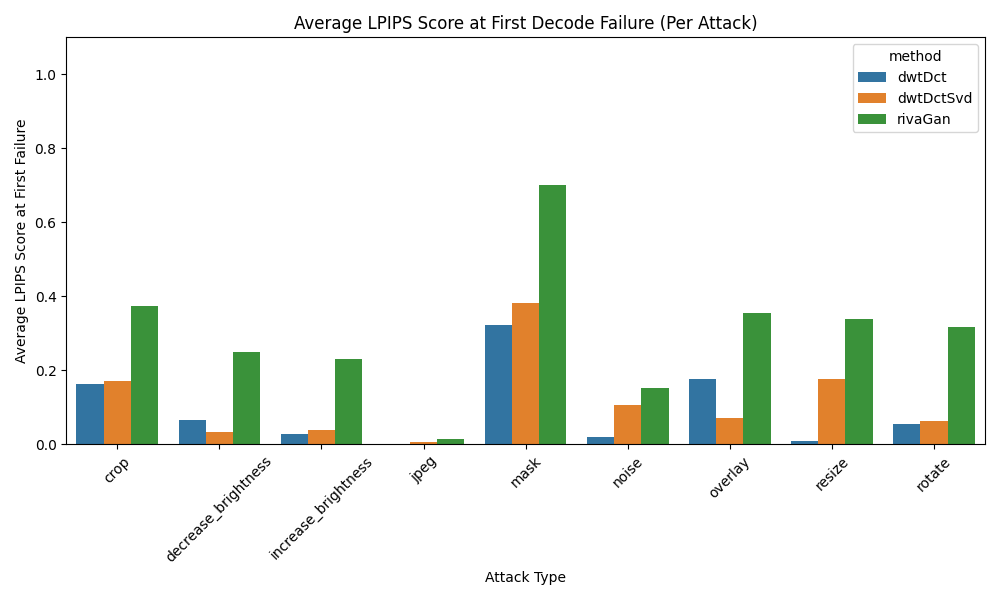 Average LPIPS Score at First Decode Failure (Per Attack)
method
dwtDct
dwtDctSvd
rivaGan
Average LPIPS Score at First Failure
1.0
0.8
0.6
0.4
0.2
0.0
crop
decrease_brightness
increase_brightness
jpeg
mask
noise
overlay
resize
rotate
Attack Type